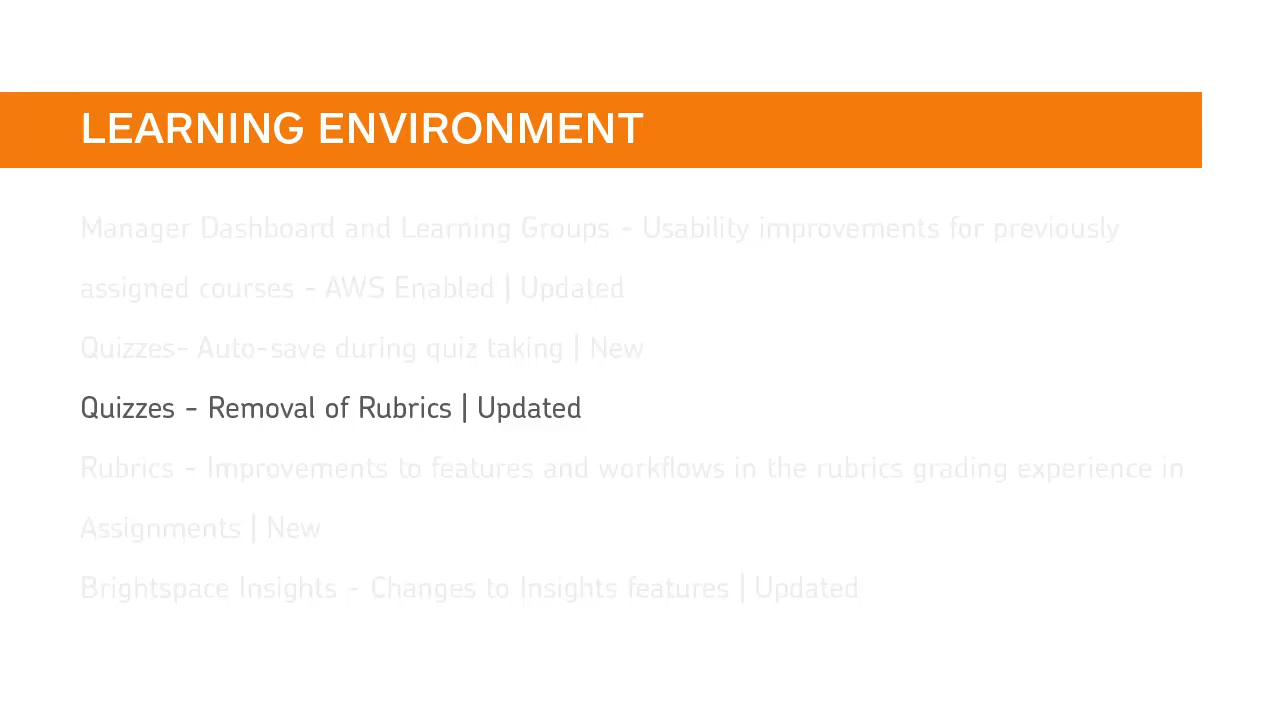 LEARNING ENVIRONMENT
Manager Dashboard and Learning Groups - Usability improvements for previously
assigned courses - AWS Enabled | Updated
Quizzes- Auto-save during quiz taking | New
Quizzes - Removal of Rubrics | Updated
Rubrics - Improvements to features and workflows in the rubrics grading experience in
Assignments | New
Brightspace Insights - Changes to Insights features | Updated